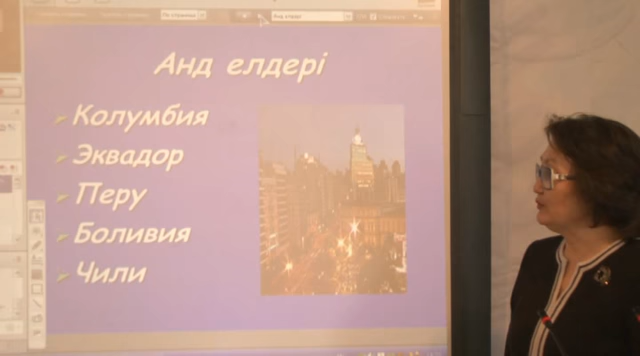 Анд елдері
Колумбия
Эквадор
Перу
Боливия
Чили